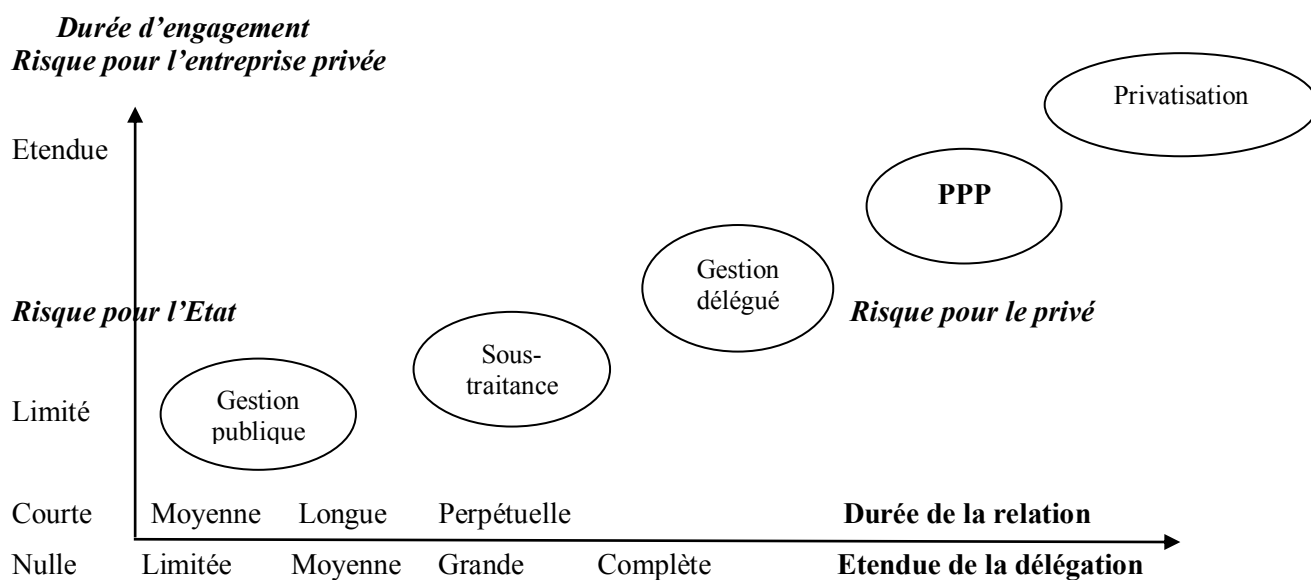 Durée d’engagement
Risque pour l’entreprise privée
Privatisation
Etendue
PPP
Gestion
délégué
Risque pour l’Etat
Risque pour le privé
Sous-
traitance
Limité
Gestion
publique
Courte Moyenne Longue Perpétuelle Durée de la relation
Nulle Limitée Moyenne Grande Complète Etendue de la délégation